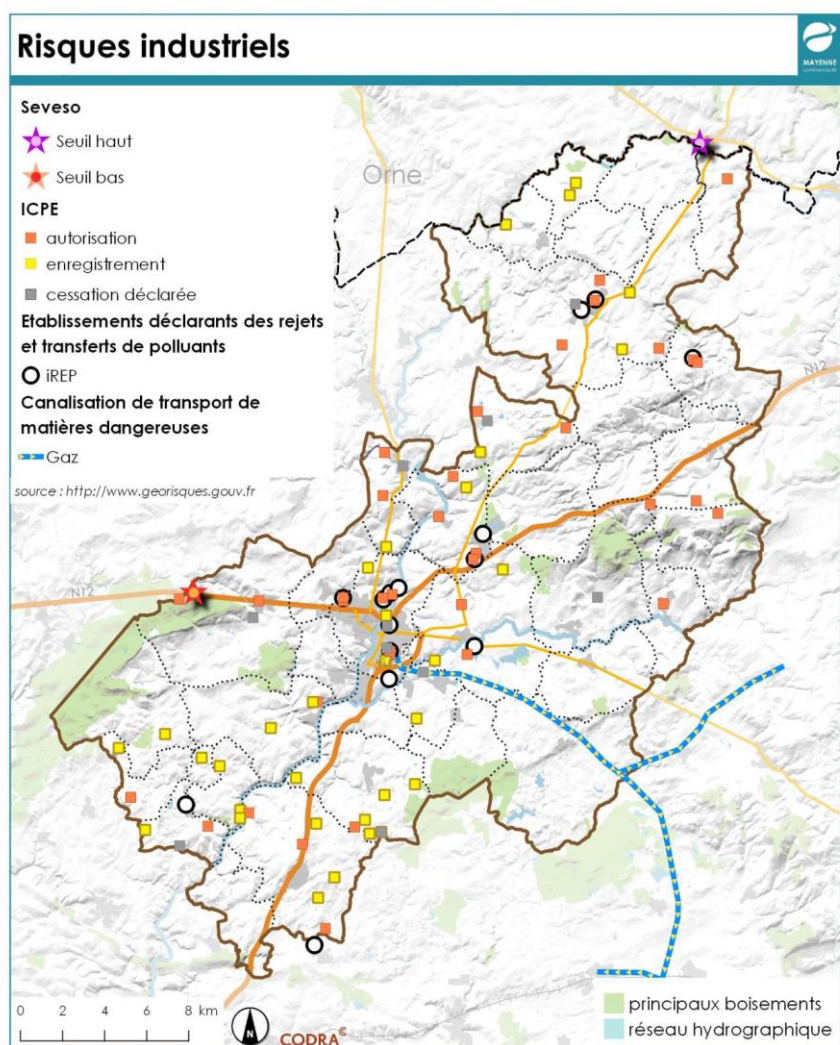 Risques industriels
MAYENNE
communauté
Seveso
Seuil haut
Seuil bas
ICPE
autorisation
enregistrement
cessation déclarée
Etablissements déclarants des rejets
et transferts de polluants
iREP
Canalisation de transport de
matières dangereuses
Gaz
source : http://www.georisques.gouv.fr
Orne
N12
N12
0 2 4 6 8 km
N
CODRA
principaux boisements
réseau hydrographique